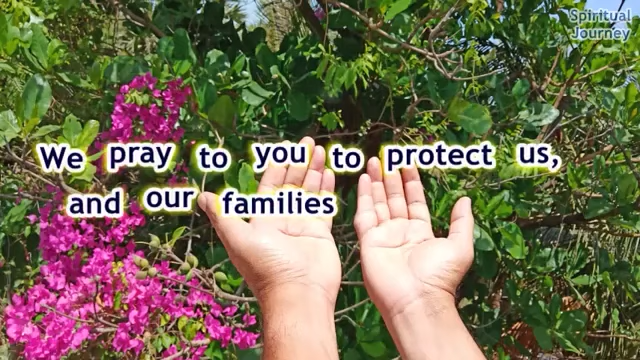 Spiritual
Journey
We pray to you to protect us,
and our families